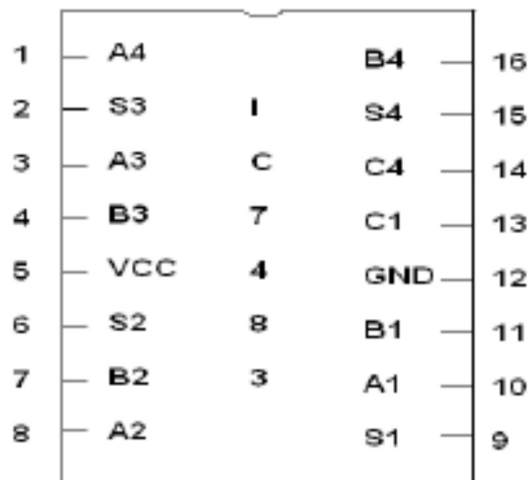 1 A4 B4 16
2 S3 I S4 15
3 A3 C C4 14
4 B3 7 C1 13
5 VCC 4 GND 12
6 S2 8 B1 11
7 B2 3 A1 10
8 A2 S1 9